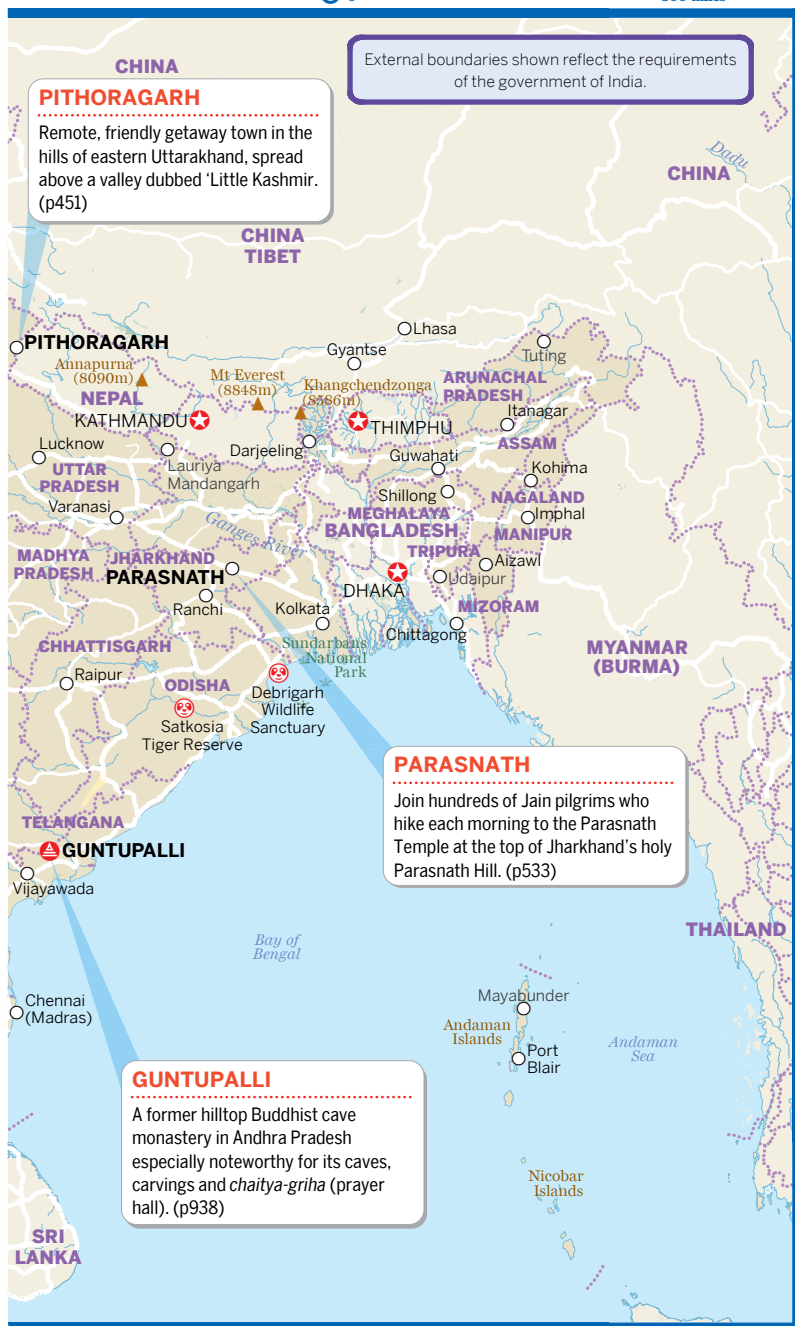 External boundaries shown reflect the requirements
of the government of India.
CHINA
PITHORAGARH
Remote, friendly getaway town in the
hills of eastern Uttarakhand, spread
above a valley dubbed ‘Little Kashmir.
(p451)
Dadu
CHINA
CHINA
TIBET
Lhasa
PITHORAGARH
Gyantse
Tuting
Annapurna
(8090m)
Mt Everest
(8848m)
Khangchendzonga
(8586m)
ARUNACHAL
PRADESH
NEPAL
KATHMANDU
THIMPHU
Itanagar
Lucknow
Darjeeling
ASSAM
Lauriya
Mandangarh
Guwahati
UTTAR
PRADESH
Kohima
Varanasi
Shillong
NAGALAND
MEGHALAYA
Imphal
Ganges River
BANGLADESH
MANIPUR
MADHYA
PRADESH
JHARKHAND
TRIPURA
Aizawl
PARASNATH
Udaipur
DHAKA
Ranchi
Kolkata
MIZORAM
Chittagong
CHHATTISGARH
Sundarbans
National
Park
MYANMAR
(BURMA)
Raipur
ODISHA
Debrigarh
Wildlife
Sanctuary
Satkosia
Tiger Reserve
PARASNATH
Join hundreds of Jain pilgrims who
hike each morning to the Parasnath
Temple at the top of Jharkhand’s holy
Parasnath Hill. (p533)
TELANGANA
GUNTUPALLI
Vijayawada
THAILAND
Bay of
Bengal
Mayabunder
Chennai
(Madras)
Andaman
Islands
Andaman
Sea
Port
Blair
GUNTUPALLI
A former hilltop Buddhist cave
monastery in Andhra Pradesh
especially noteworthy for its caves,
carvings and chaitya-griha (prayer
hall). (p938)
Nicobar
Islands
SRI
LANKA